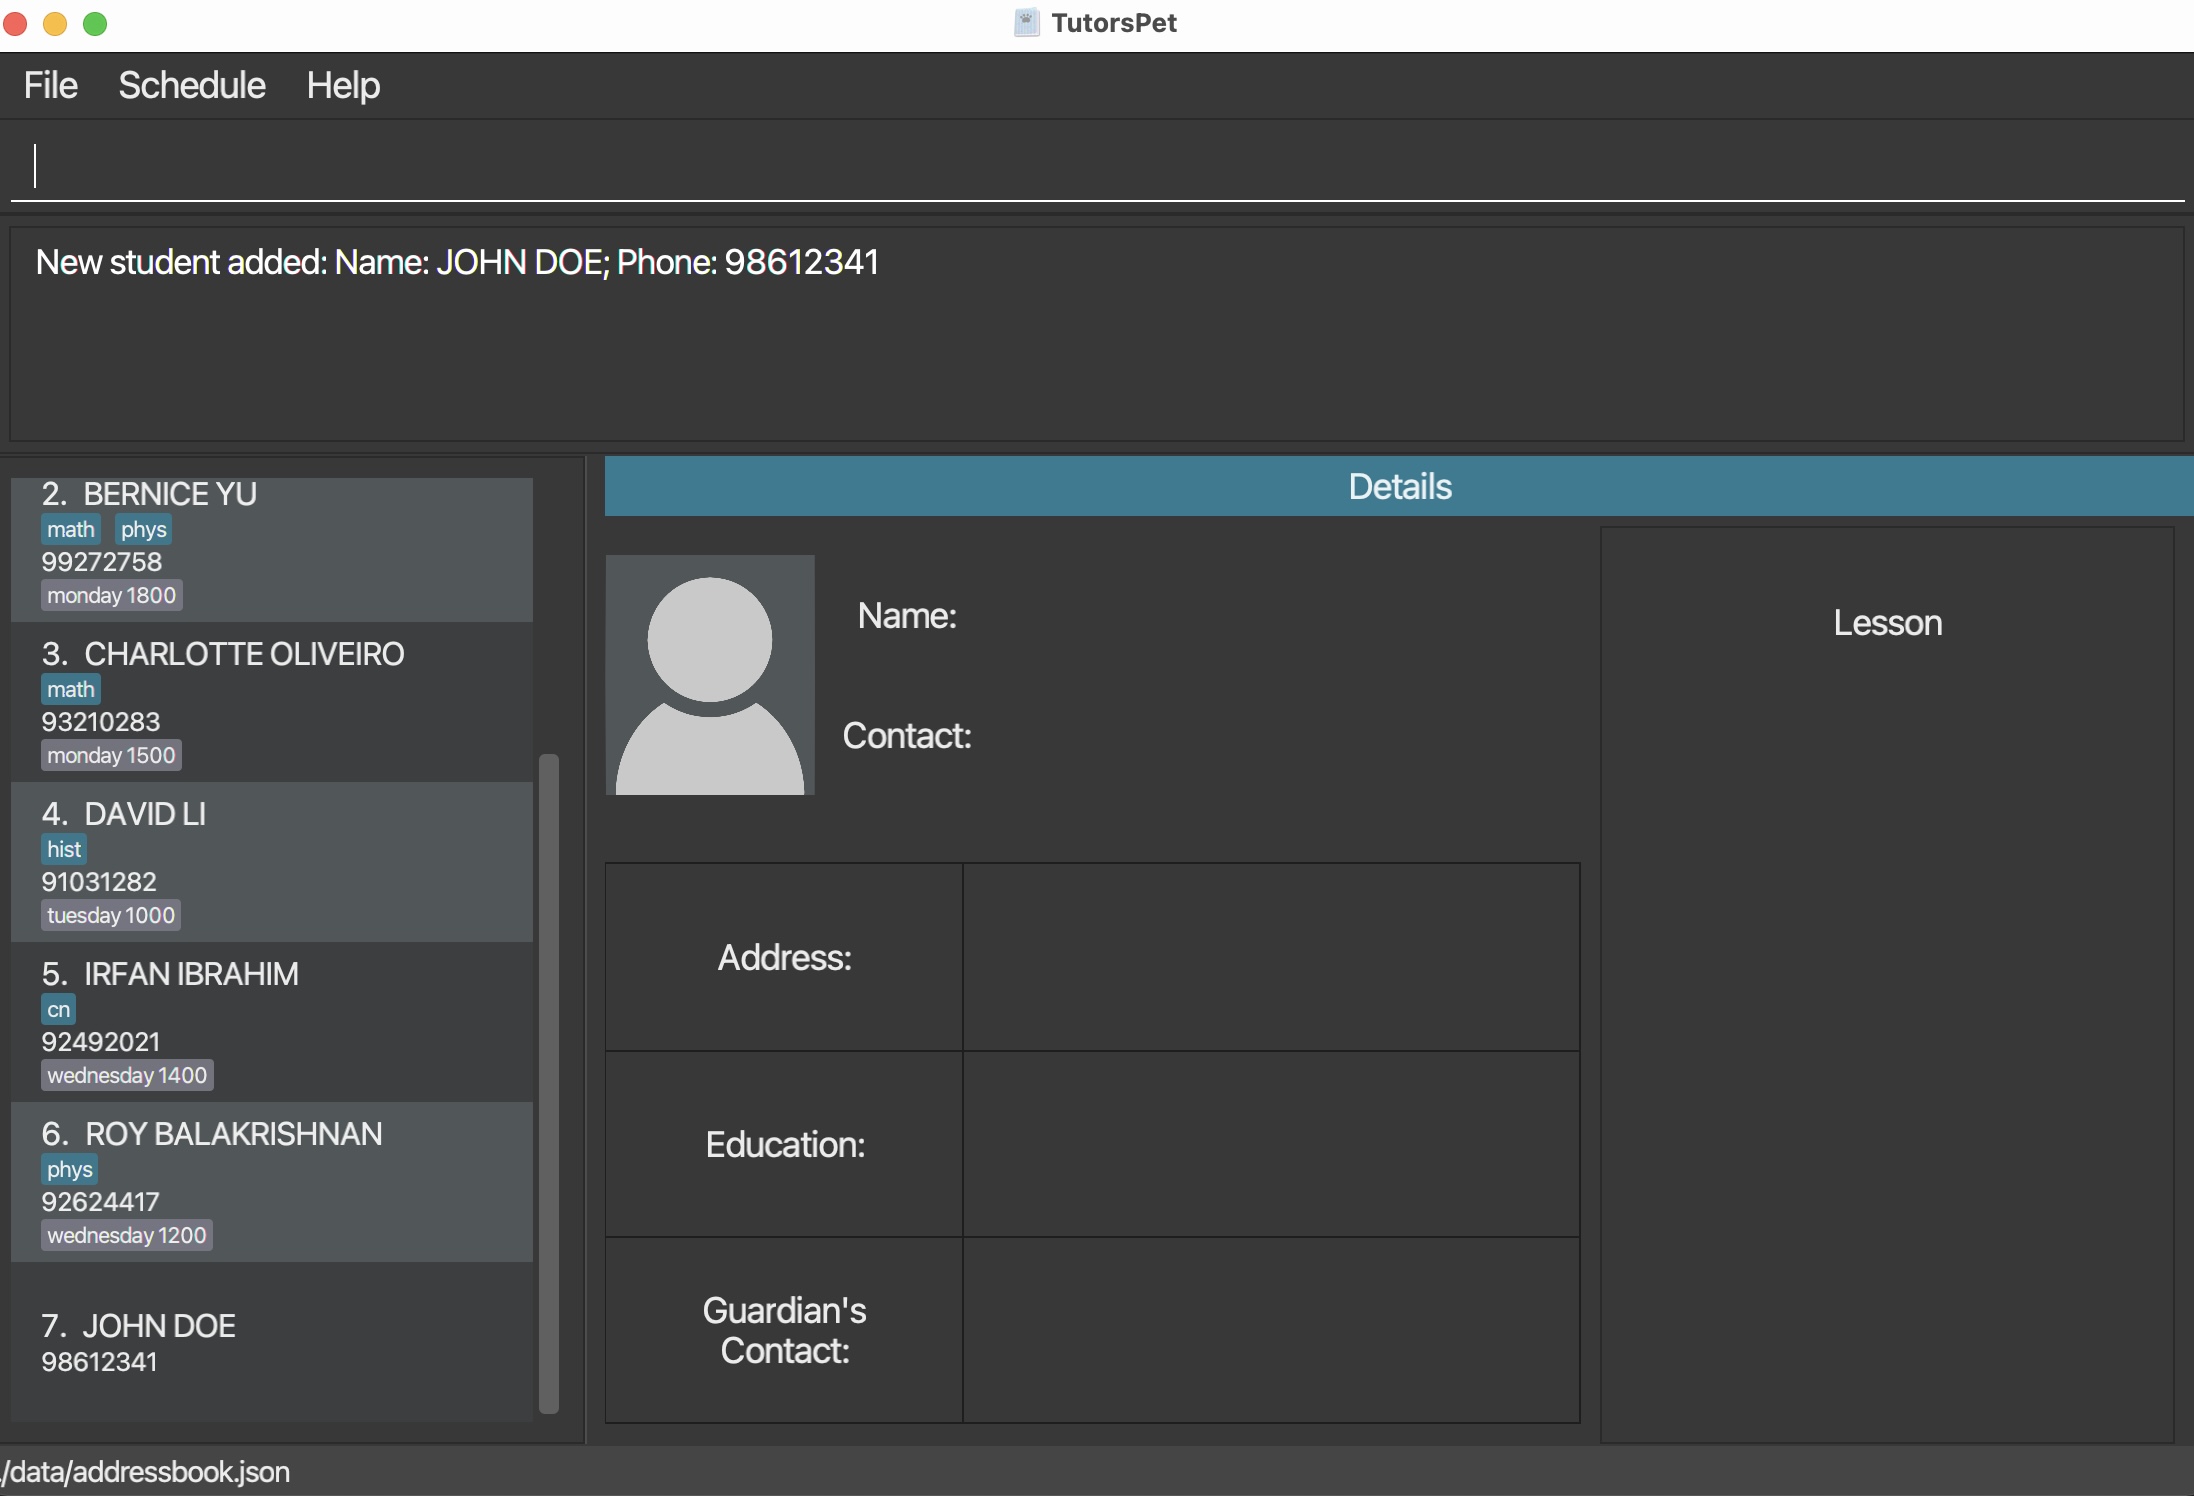 TutorsPet
File Schedule Help
New student added: Name: JOHN DOE; Phone: 98612341
2. BERNICE YU
math phys
99272758
monday 1800
3. CHARLOTTE OLIVEIRO
math
93210283
monday 1500
4. DAVID LI
hist
91031282
tuesday 1000
5. IRFAN IBRAHIM
cn
92492021
wednesday 1400
6. ROY BALAKRISHNAN
phys
92624417
wednesday 1200
7. JOHN DOE
98612341
Details
Name:
Contact:
Address:
Education:
Guardian's
Contact:
Lesson
./data/addressbook.json